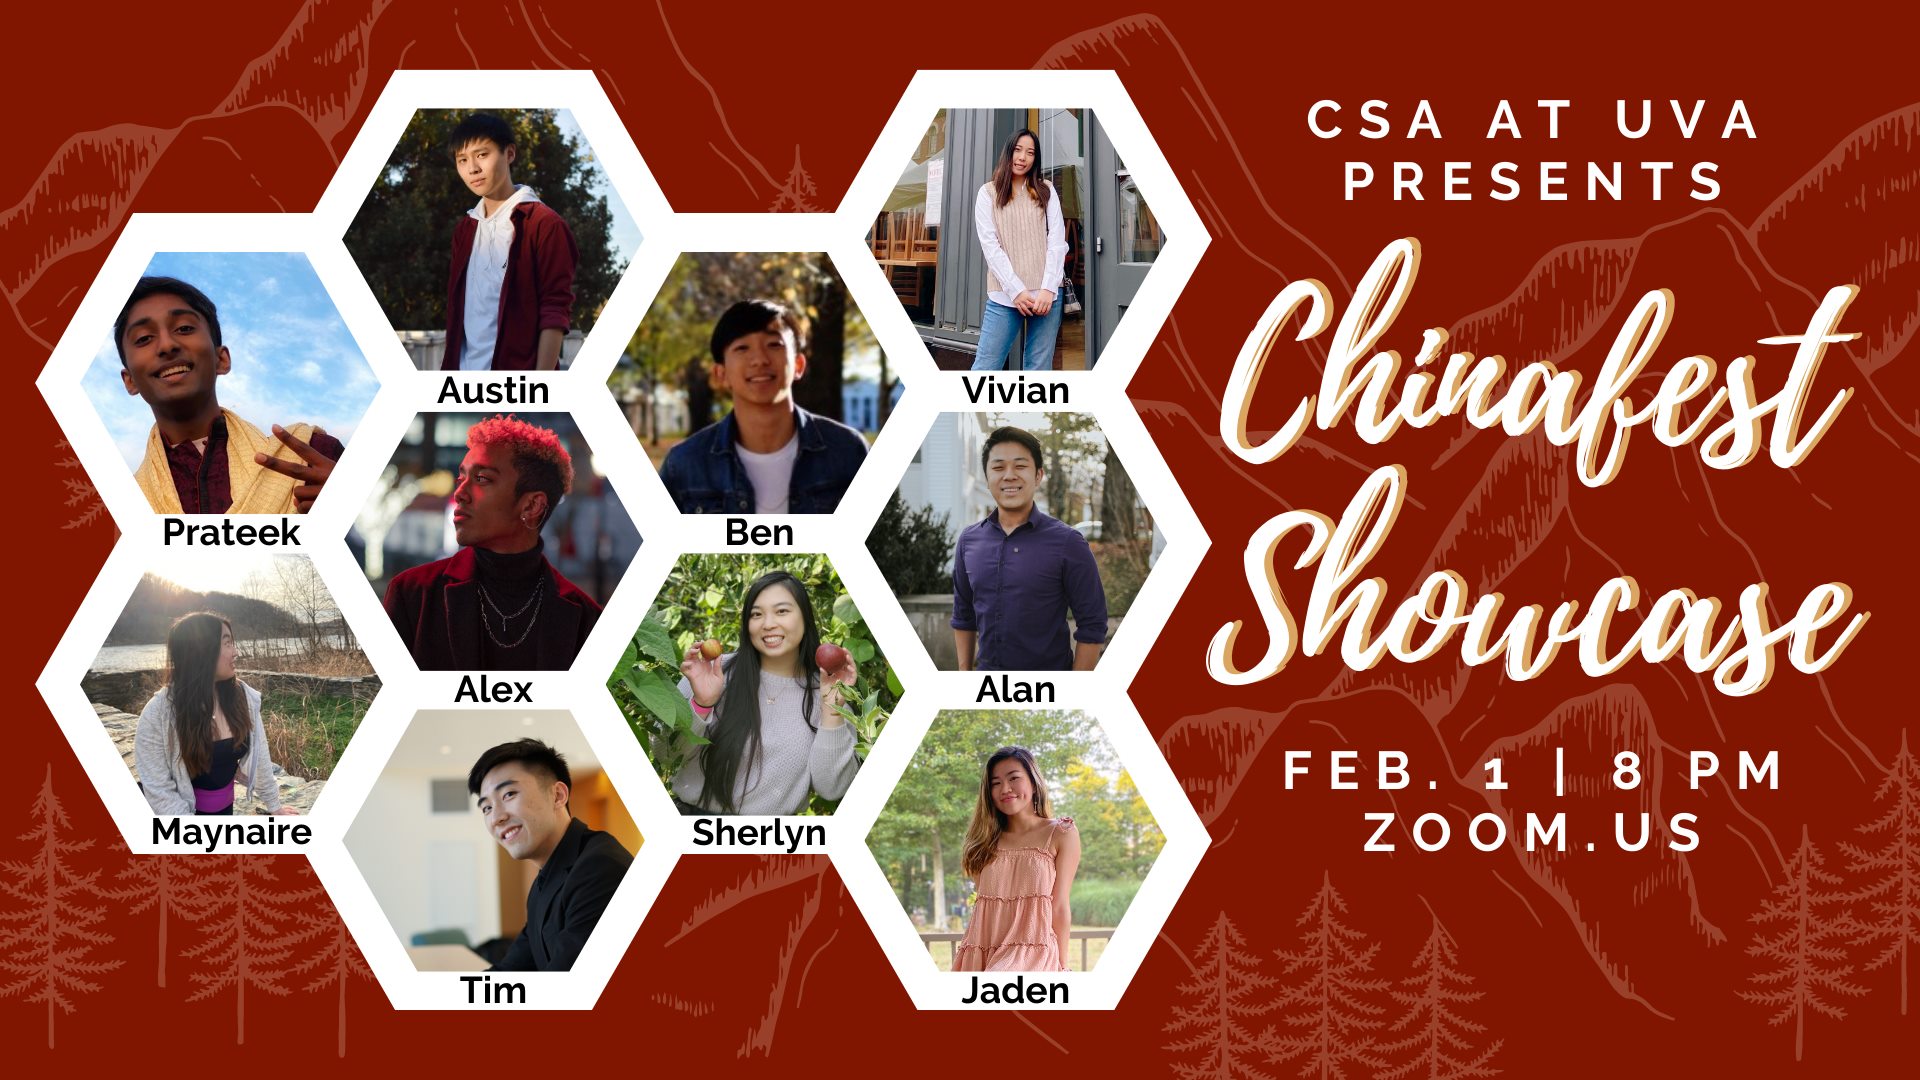 CSA AT UVA
PRESENTS
Chinafest
Showcase
FEB. 1 | 8 PM
ZOOM.US
Austin
Vivian
Prateek
Ben
Alex
Alan
Maynaire
Sherlyn
Tim
Jaden